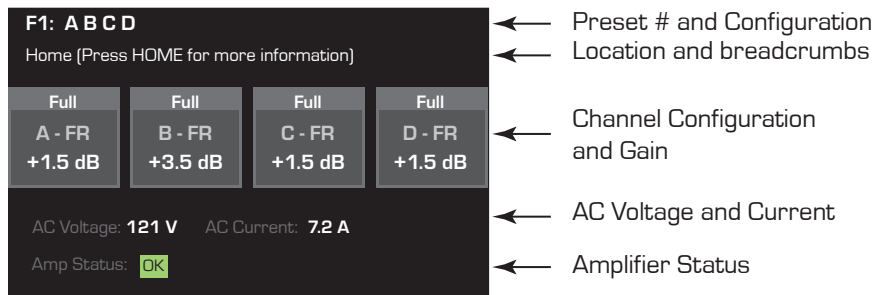 F1: A B C D
Home (Press HOME for more information)
Full Full Full Full
A - FR B - FR C - FR D - FR
+1.5 dB +3.5 dB +1.5 dB +1.5 dB
AC Voltage: 121 V AC Current: 7.2 A
Amp Status: OK
Preset # and Configuration
Location and breadcrumbs
Channel Configuration
and Gain
AC Voltage and Current
Amplifier Status